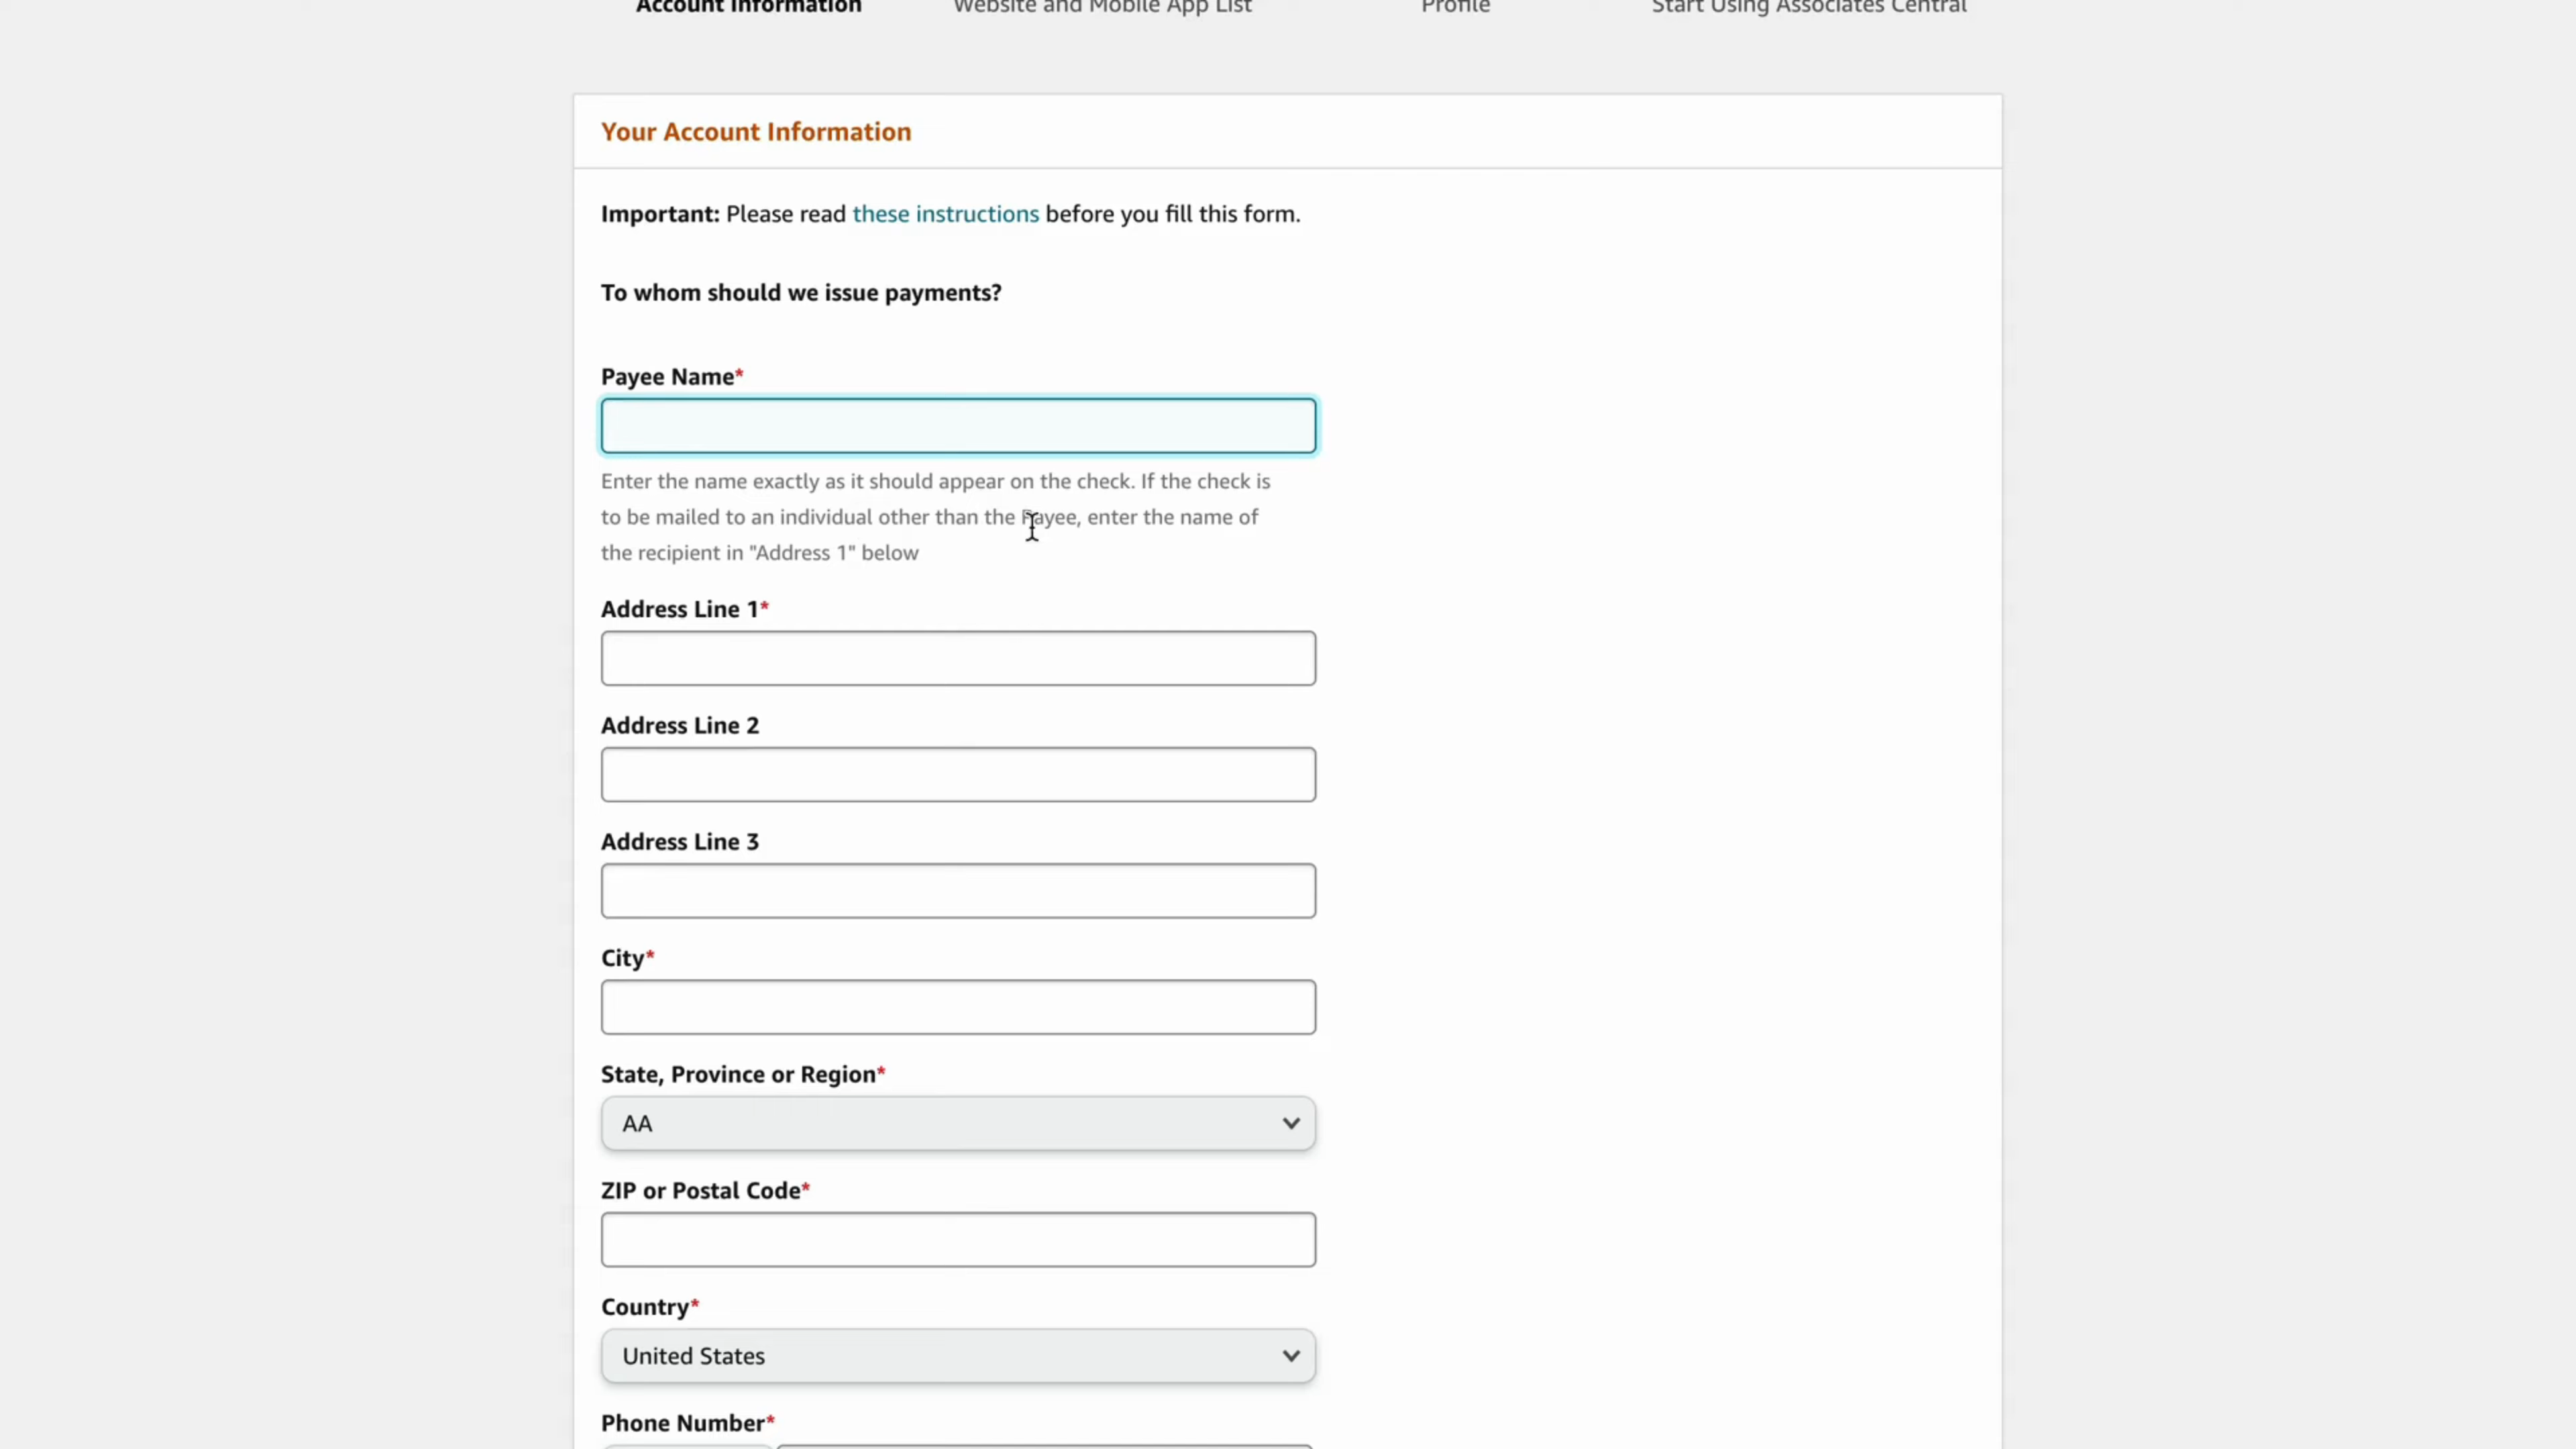 Account Information Website and Mobile App List Profile Start Using Associates Central
Your Account Information
Important: Please read these instructions before you fill this form.
To whom should we issue payments?
Payee Name*
Enter the name exactly as it should appear on the check. If the check is
to be mailed to an individual other than the Payee, enter the name of
the recipient in "Address 1" below
Address Line 1*
Address Line 2
Address Line 3
City*
State, Province or Region*
AA
ZIP or Postal Code*
Country*
United States
Phone Number*